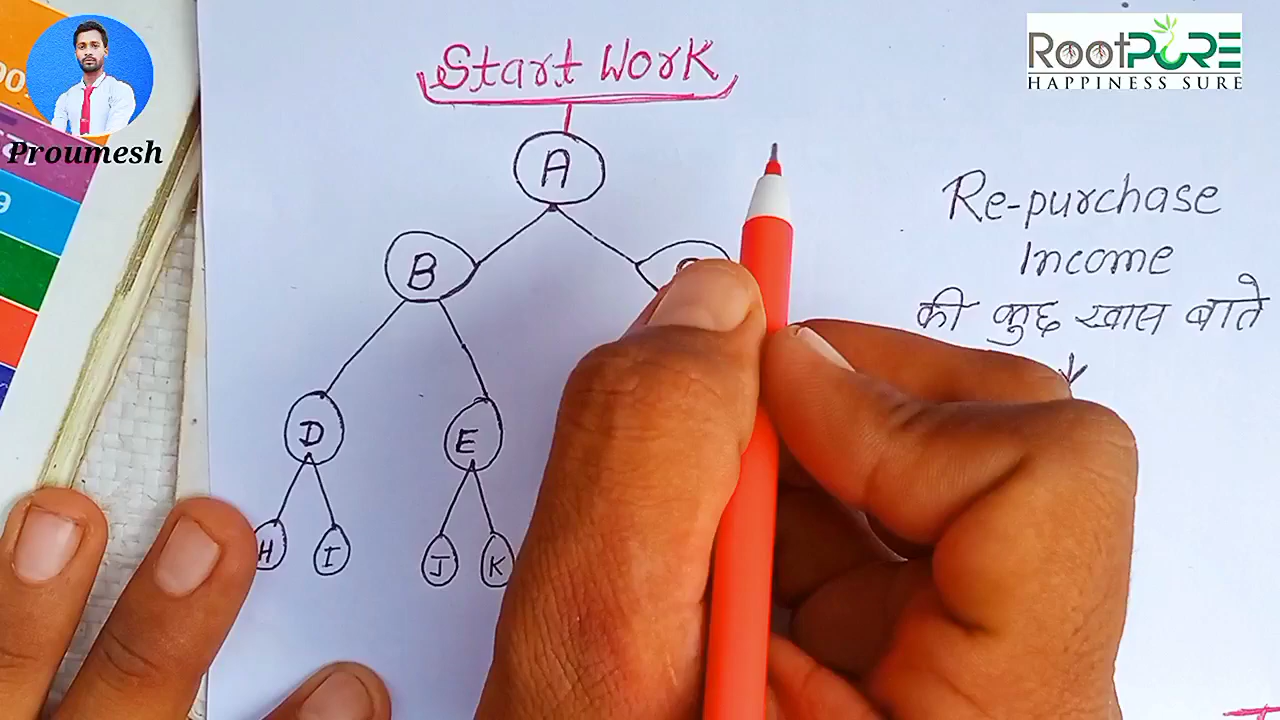 Start Work
RootPURE
HAPPINESS SURE
Proumesh
A
Re-purchase
Income
की कुछ खास बाते
B
D
E
H
I
J
K